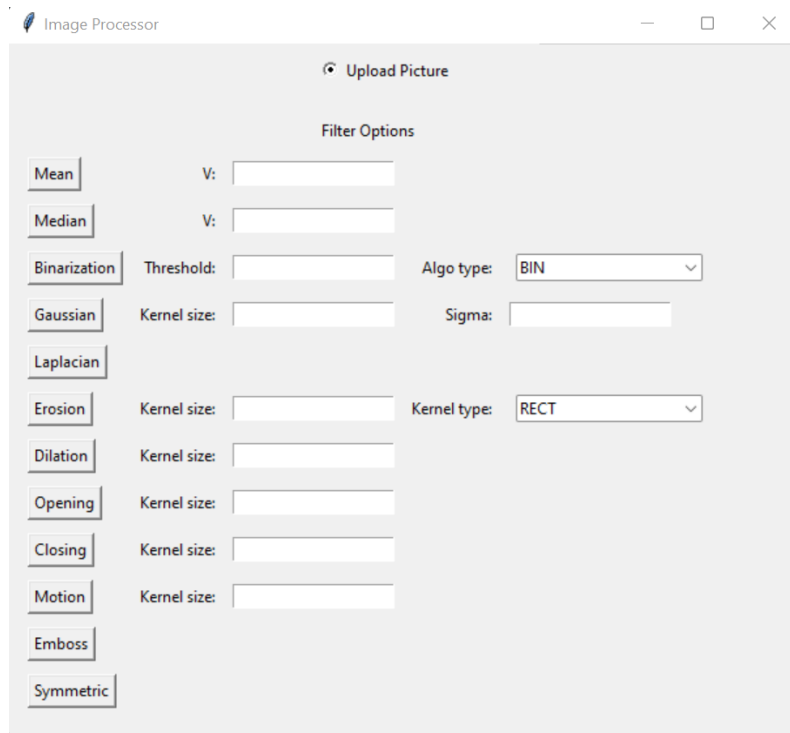 Image Processor
Upload Picture
Filter Options
Mean V:
Median V:
Binarization Threshold: Algo type: BIN
Gaussian Kernel size: Sigma:
Laplacian
Erosion Kernel size: Kernel type: RECT
Dilation Kernel size:
Opening Kernel size:
Closing Kernel size:
Motion Kernel size:
Emboss
Symmetric